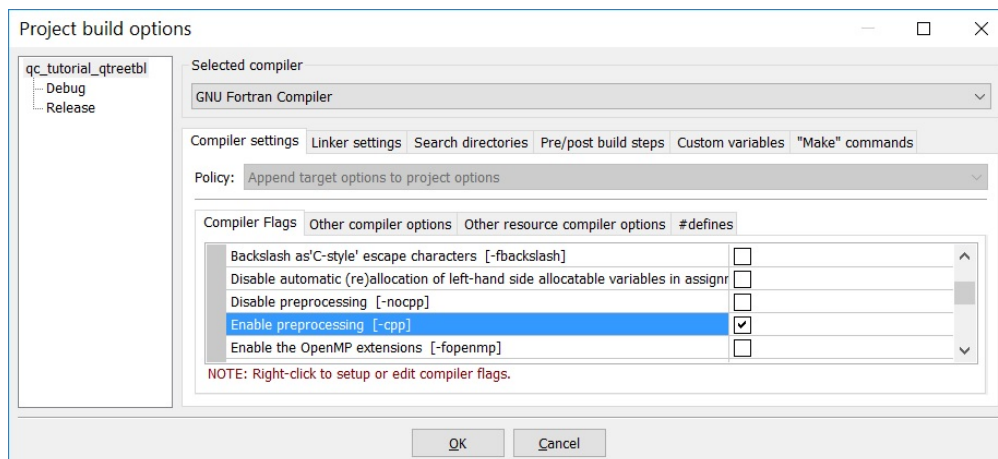 Project build options
qc_tutorial_qtreetbl
Debug
Release
Selected compiler
GNU Fortran Compiler
Compiler settings Linker settings Search directories Pre/post build steps Custom variables "Make" commands
Policy: Append target options to project options
Compiler Flags Other compiler options Other resource compiler options #defines
Backslash as'C-style' escape characters [-fbackslash]
Disable automatic (re)allocation of left-hand side allocatable variables in assignr
Disable preprocessing [-nocpp]
Enable preprocessing [-cpp]
Enable the OpenMP extensions [-fopenmp]
NOTE: Right-click to setup or edit compiler flags.
OK Cancel